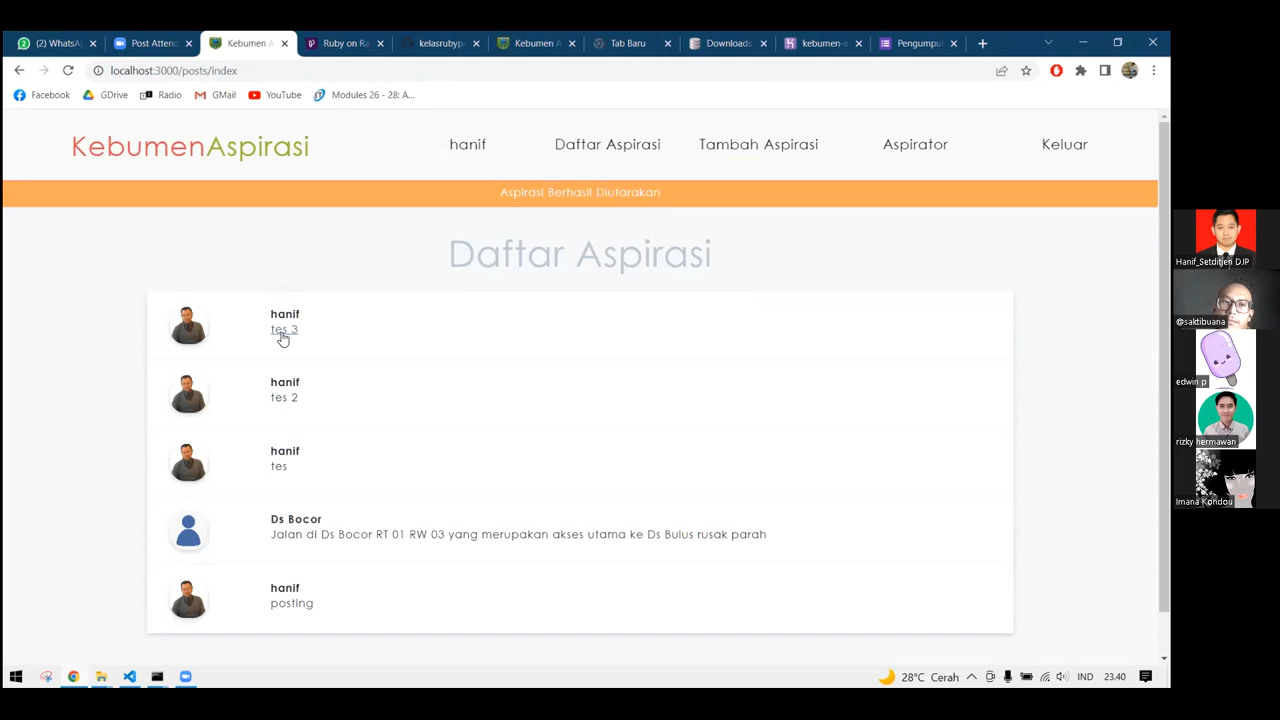 (2) WhatsA
Post Atteno
Kebumen A
Ruby on Ra
kelasrubypr
Kebumen A
Tab Baru
Downloads
kebumen-a
Pengumpul
localhost:3000/posts/index
Facebook
GDrive
Radio
GMail
YouTube
Modules 26 - 28: A...
KebumenAspirasi
hanif
Daftar Aspirasi
Tambah Aspirasi
Aspirator
Keluar
Aspirasi Berhasil Diutarakan
Daftar Aspirasi
hanif
tes 3
hanif
tes 2
hanif
tes
Ds Bocor
Jalan di Ds Bocor RT 01 RW 03 yang merupakan akses utama ke Ds Bulus rusak parah
hanif
posting
Hanif_Setditjen DJP
@saktibuana
edwin p
rizky hermawan
Imana Kondou
28°C Cerah
IND
23.40